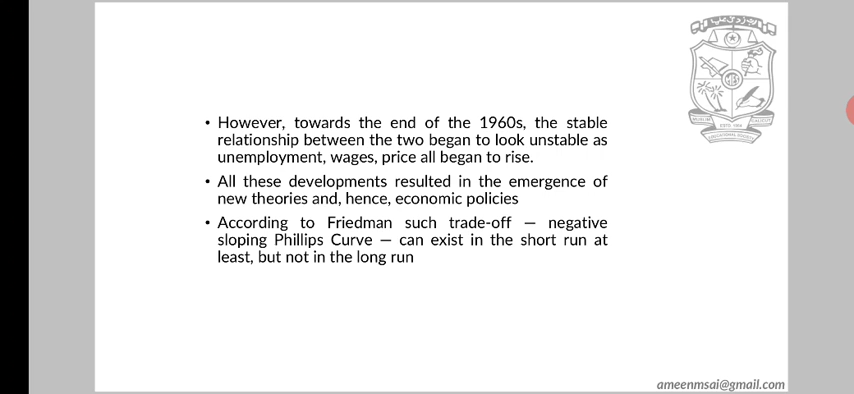 • However, towards the end of the 1960s, the stable
relationship between the two began to look unstable as
unemployment, wages, price all began to rise.
• All these developments resulted in the emergence of
new theories and, hence, economic policies
• According to Friedman such trade-off – negative
sloping Phillips Curve – can exist in the short run at
least, but not in the long run
ameenmsai@gmail.com